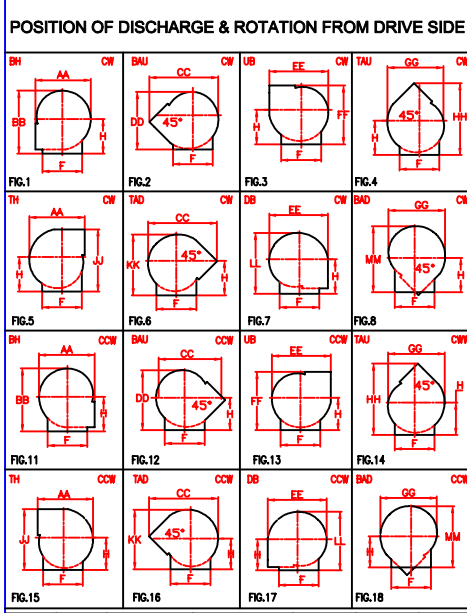 POSITION OF DISCHARGE & ROTATION FROM DRIVE SIDE
BH CW
AA
BB
H
F
FIG.1
BAU CW
CC
DD
45°
F
FIG.2
UB CW
EE
FF
H
F
FIG.3
TAU CW
GG
HH
45°
H
F
FIG.4
TH CW
AA
JJ
H
F
FIG.5
TAD CW
CC
KK
45°
H
F
FIG.6
DB CW
EE
LL
H
F
FIG.7
BAD CW
GG
MM
45°
H
F
FIG.8
BH CCW
AA
BB
H
F
FIG.11
BAU CCW
CC
DD
45°
H
F
FIG.12
UB CCW
EE
FF
H
F
FIG.13
TAU CCW
GG
HH
45°
H
F
FIG.14
TH CCW
AA
JJ
H
F
FIG.15
TAD CCW
CC
KK
45°
H
F
FIG.16
DB CCW
EE
LL
H
F
FIG.17
BAD CCW
GG
MM
H
45°
F
FIG.18